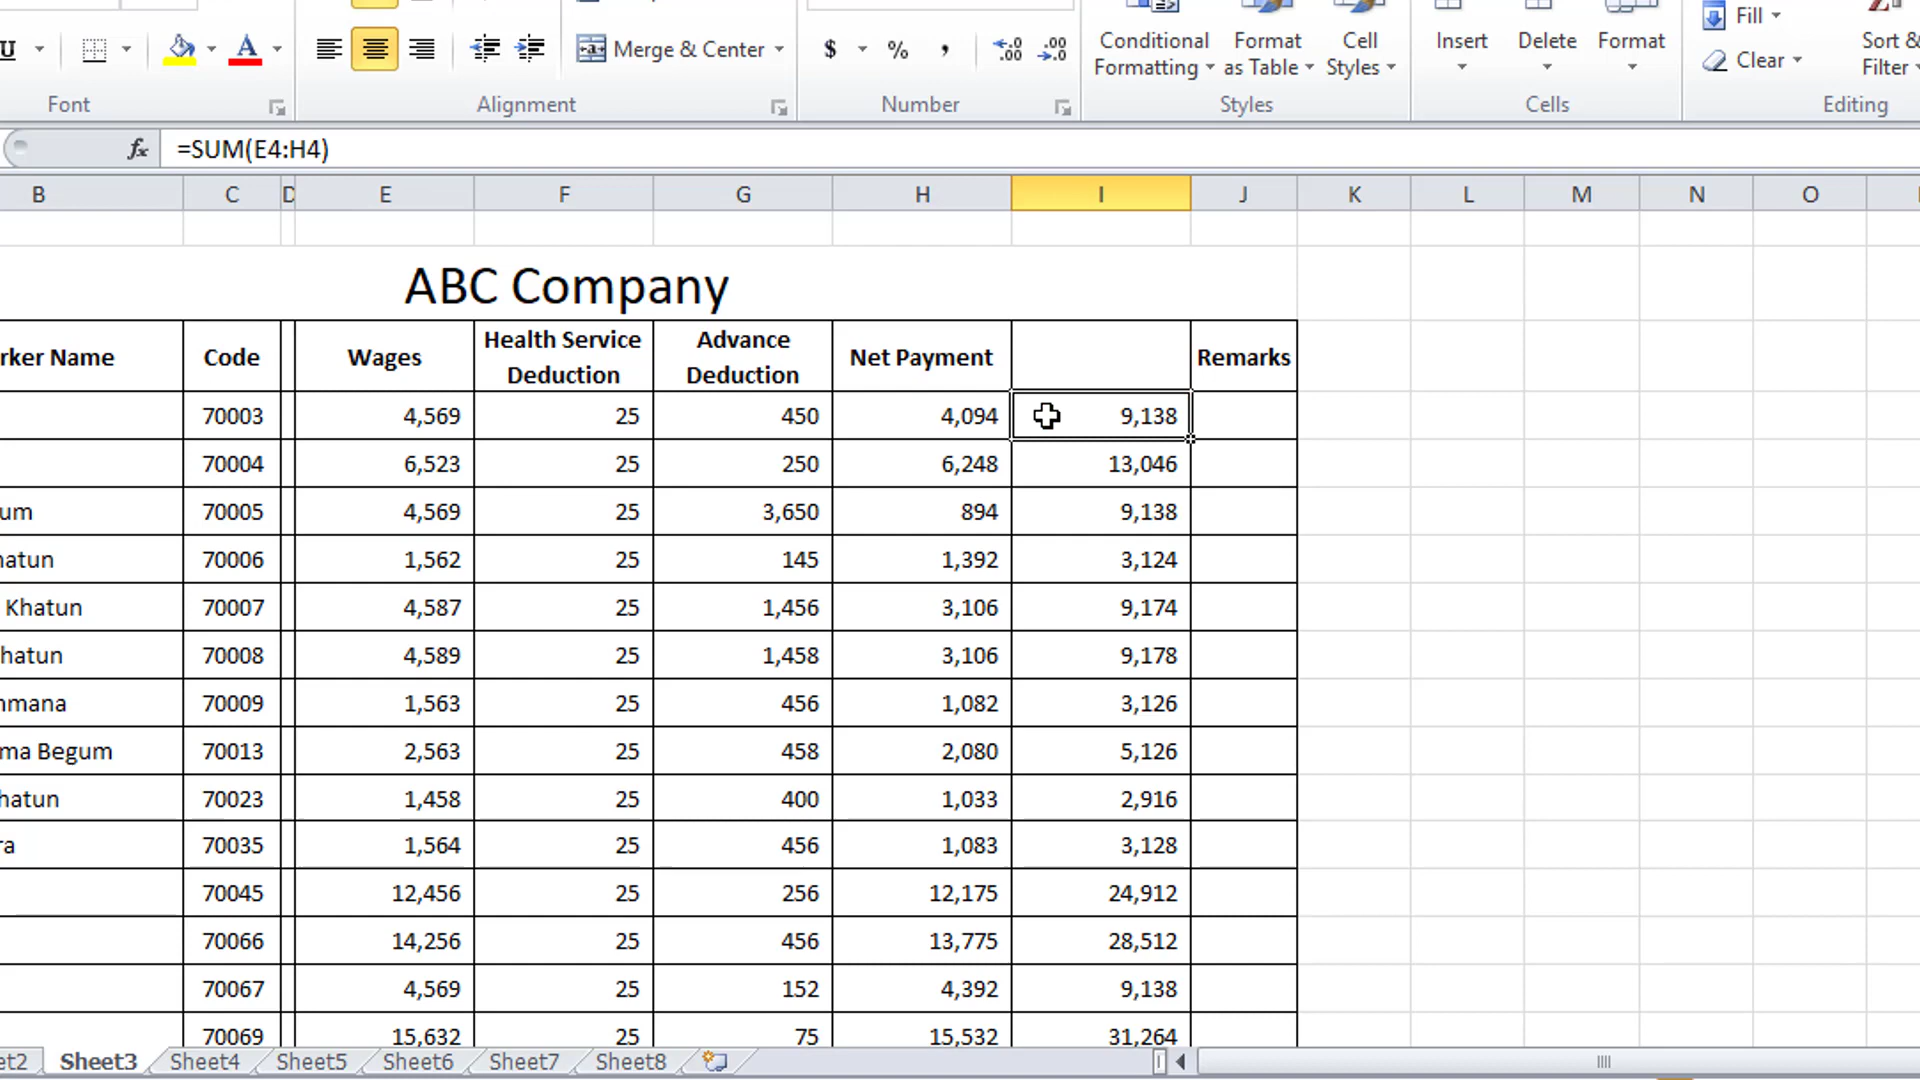 U $ % , Merge & Center Conditional Formatting Format as Table Cell Styles Insert Delete Format Fill Clear Sort & Filter
Font Alignment Number Styles Cells Editing
fx =SUM(E4:H4)
B C D E F G H I J K L M N O
ABC Company
rker Name Code Wages Health Service Deduction Advance Deduction Net Payment Remarks
70003 4,569 25 450 4,094 9,138
70004 6,523 25 250 6,248 13,046
um 70005 4,569 25 3,650 894 9,138
hatun 70006 1,562 25 145 1,392 3,124
Khatun 70007 4,587 25 1,456 3,106 9,174
hatun 70008 4,589 25 1,458 3,106 9,178
mana 70009 1,563 25 456 1,082 3,126
ma Begum 70013 2,563 25 458 2,080 5,126
hatun 70023 1,458 25 400 1,033 2,916
ra 70035 1,564 25 456 1,083 3,128
70045 12,456 25 256 12,175 24,912
70066 14,256 25 456 13,775 28,512
70067 4,569 25 152 4,392 9,138
70069 15,632 25 75 15,532 31,264
et2 Sheet3 Sheet4 Sheet5 Sheet6 Sheet7 Sheet8